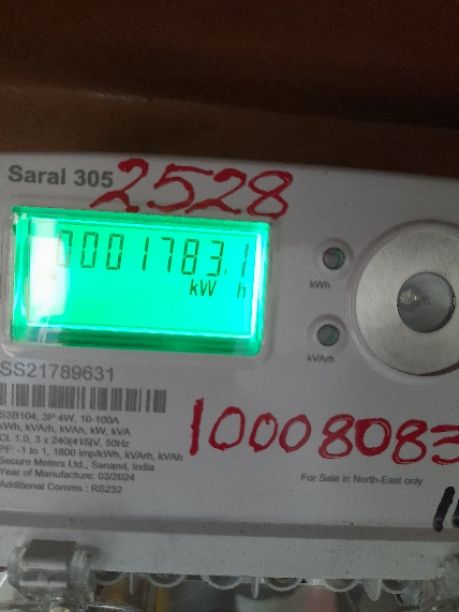 Saral 305
2528
0001783.1
kW h
kWh
kVArh
SS21789631
S3B104, 3P 4W, 10-100A
kWh, kVArh, kVAh, kW, kVA
Cl. 1.0, 3 x 240(415)V, 50Hz
PF: -1 to 1, 1600 imp/kWh, kVArh, kVAh
Secure Meters Ltd., Sanand, India
Year of Manufacture: 03/2024
Additional Comms : RS232
10008083
For Sale in North-East only